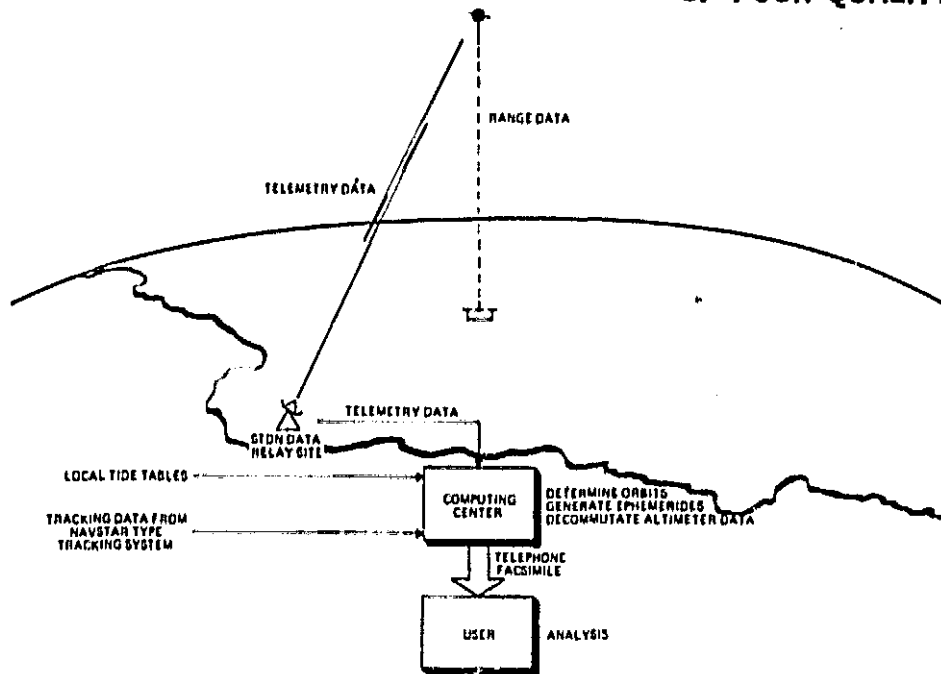 RANGE DATA
TELEMETRY DATA
TELEMETRY DATA
STDN DATA
RELAY SITE
LOCAL TIDE TABLES
COMPUTING
CENTER
DETERMINE ORBITS
GENERATE EPHEMERIDES
DECOMMUTATE ALTIMETER DATA
TRACKING DATA FROM
NAVSTAR TYPE
TRACKING SYSTEM
TELEPHONE
FACSIMILE
USER
ANALYSIS